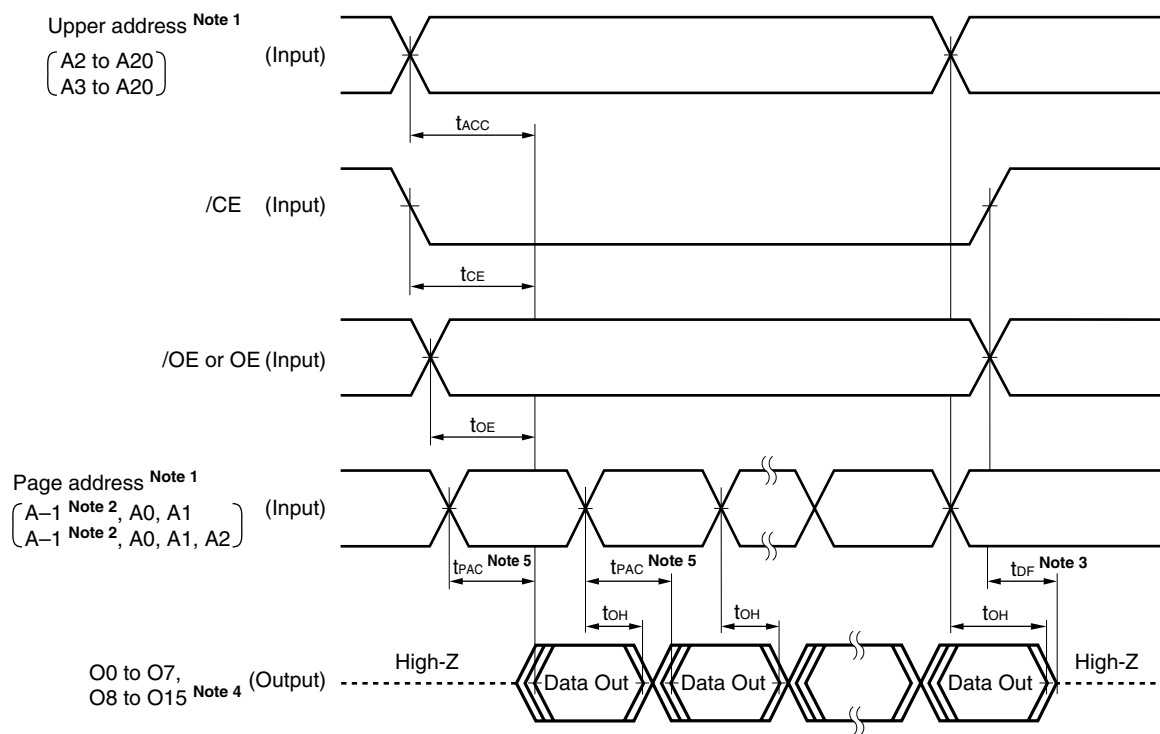 Upper address Note 1
(Input)
A2 to A20
A3 to A20
tACC
/CE (Input)
tCE
/OE or OE (Input)
tOE
Page address Note 1
(Input)
A–1 Note 2, A0, A1
A–1 Note 2, A0, A1, A2
tPAC Note 5
tPAC Note 5
tDF Note 3
tOH
tOH
tOH
O0 to O7,
O8 to O15 Note 4
(Output)
High-Z
Data Out
Data Out
Data Out
High-Z